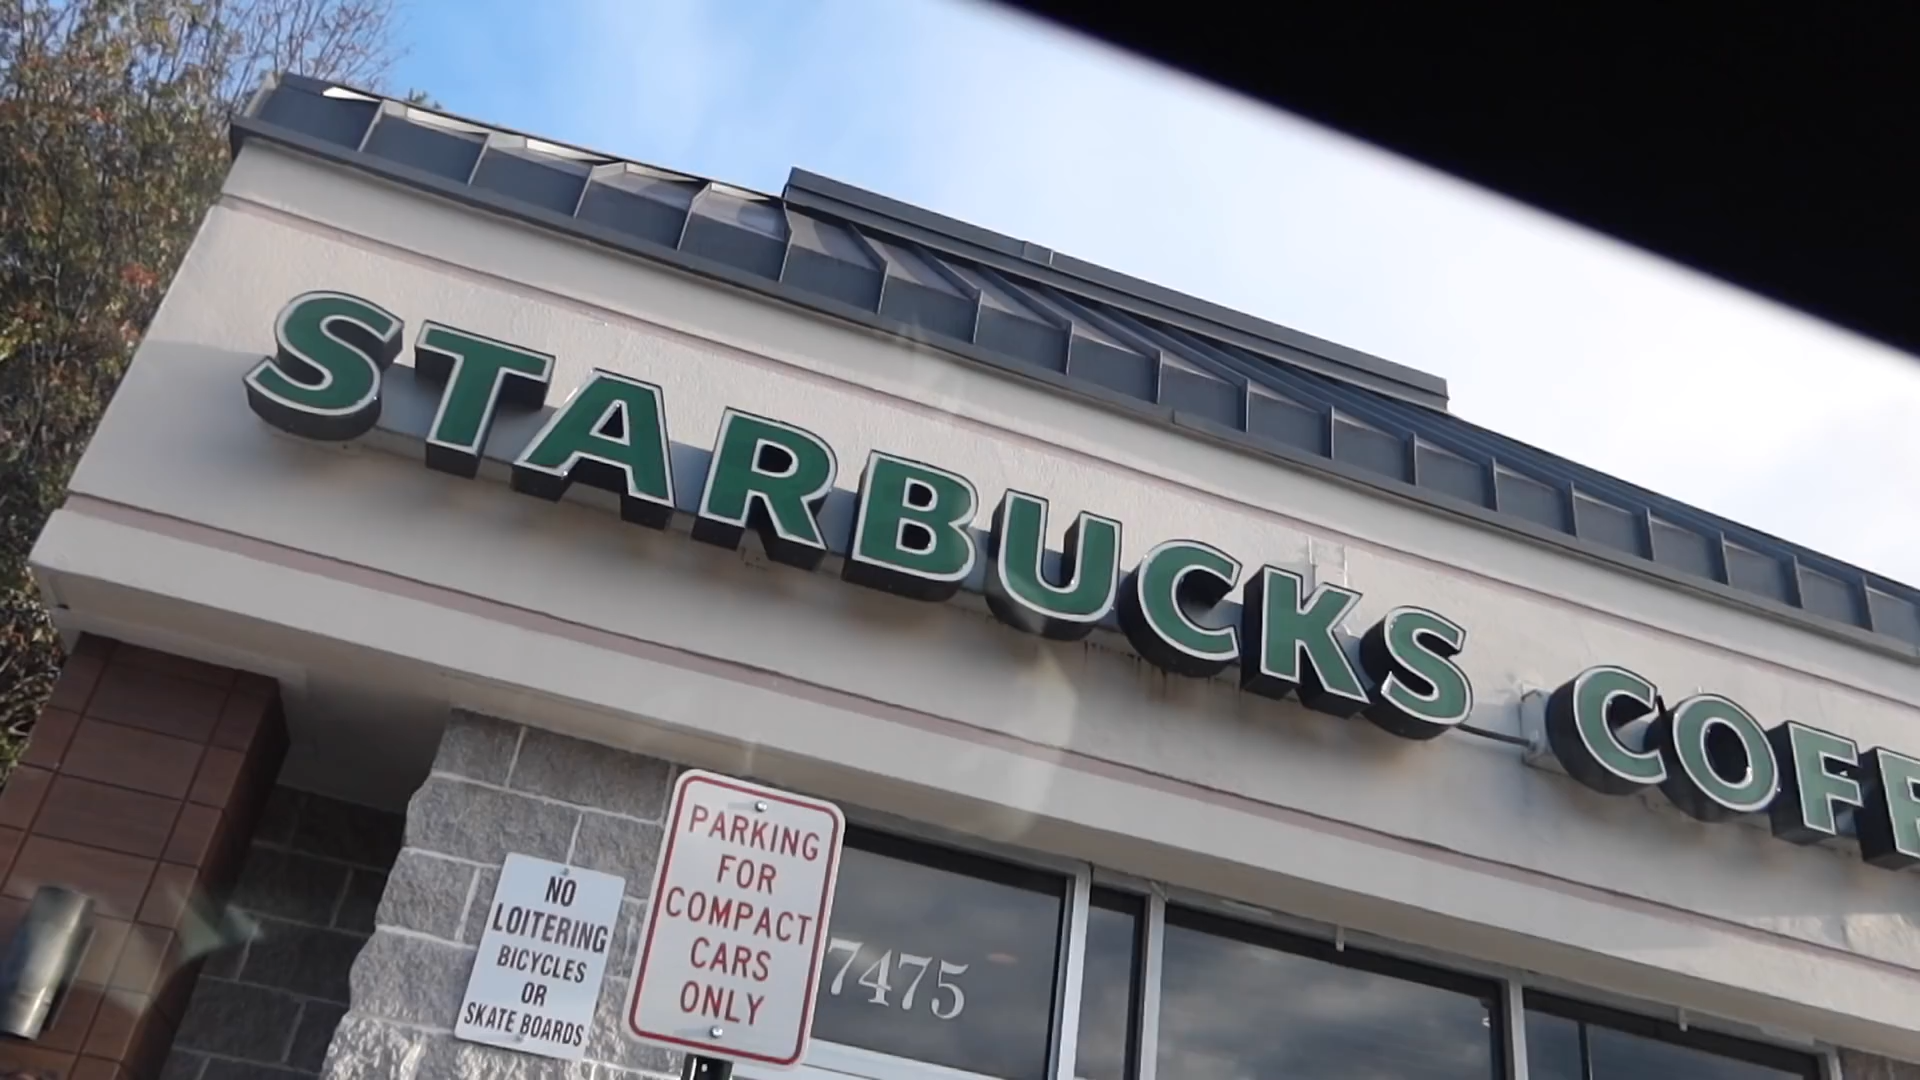 STARBUCKS COFF
PARKING
FOR
COMPACT
CARS
ONLY
NO
LOITERING
BICYCLES
OR
SKATE BOARDS
7475